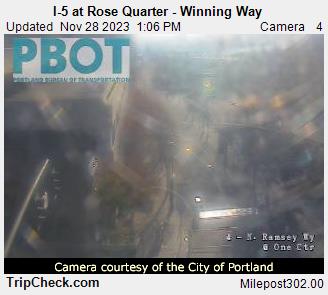 I-5 at Rose Quarter - Winning Way
Updated Nov 28 2023 1:06 PM Camera 4
PBOT
PORTLAND BUREAU OF TRANSPORTATION
& - N. Ramsey Wy
@ One Ctr
Camera courtesy of the City of Portland
TripCheck.com Milepost302.00